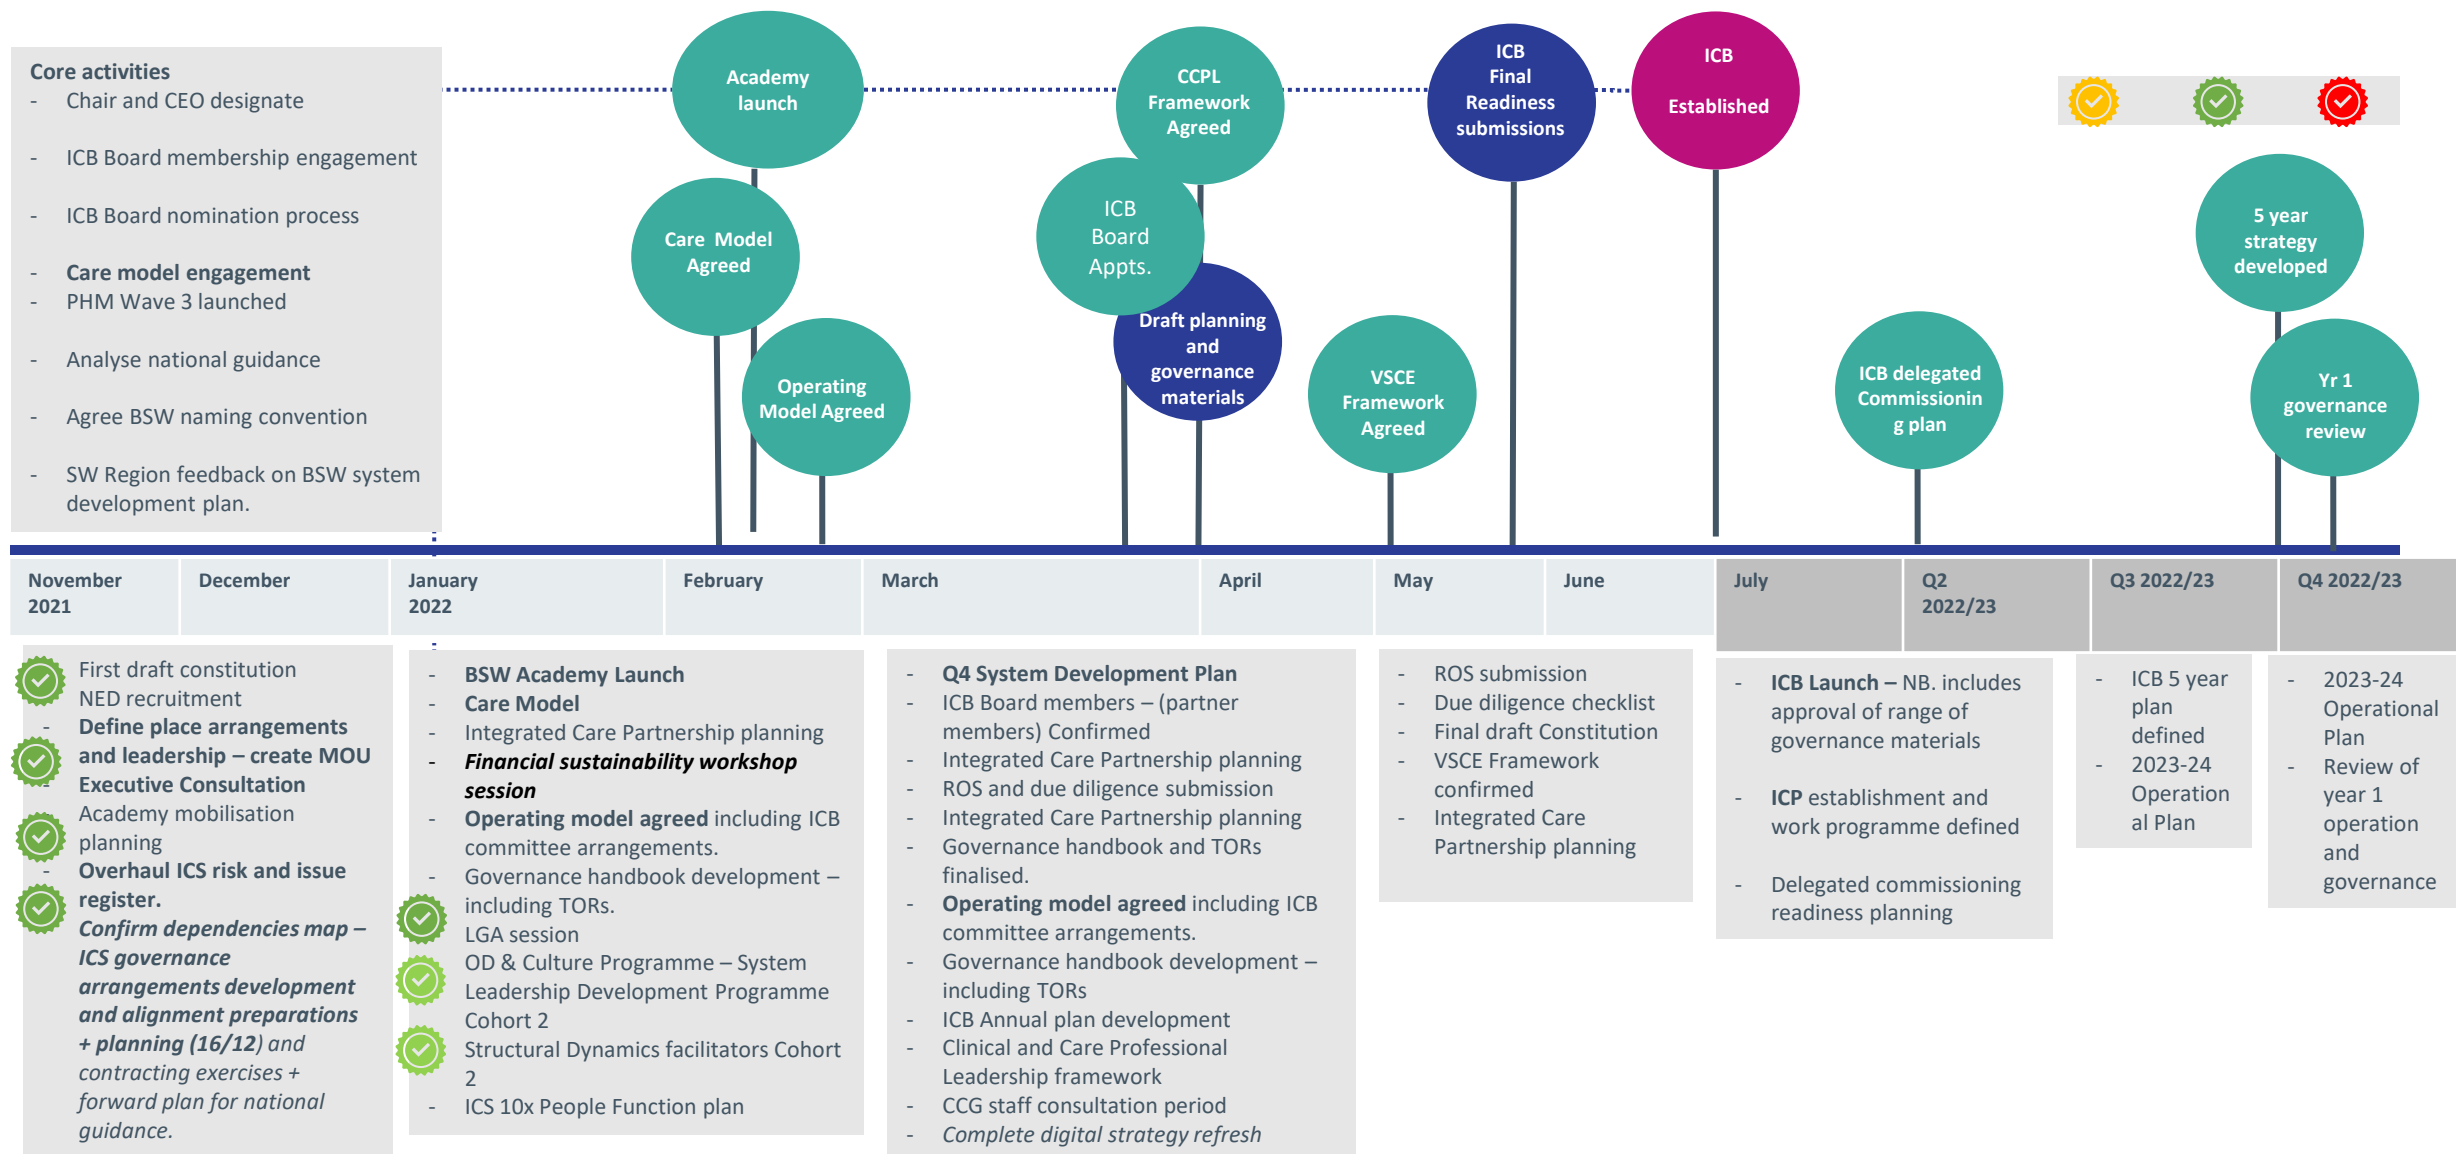 Core activities
- Chair and CEO designate
- ICB Board membership engagement
- ICB Board nomination process
- Care model engagement
- PHM Wave 3 launched
- Analyse national guidance
- Agree BSW naming convention
- SW Region feedback on BSW system
development plan.
Academy
launch
Care Model
Agreed
Operating
Model Agreed
CCPL
Framework
Agreed
ICB
Board
Appts.
Draft planning
and
governance
materials
VSCE
Framework
Agreed
ICB
Final
Readiness
submissions
ICB
Established
ICB delegated
Commissionin
g plan
5 year
strategy
developed
Yr 1
governance
review
November
2021
December
January
2022
February
March
April
May
June
July
Q2
2022/23
Q3 2022/23
Q4 2022/23
First draft constitution
NED recruitment
- Define place arrangements
and leadership – create MOU
- Executive Consultation
Academy mobilisation
planning
- Overhaul ICS risk and issue
register.
Confirm dependencies map –
ICS governance
arrangements development
and alignment preparations
+ planning (16/12) and
contracting exercises +
forward plan for national
guidance.
- BSW Academy Launch
- Care Model
- Integrated Care Partnership planning
- Financial sustainability workshop
session
- Operating model agreed including ICB
committee arrangements.
- Governance handbook development –
including TORs.
LGA session
OD & Culture Programme – System
Leadership Development Programme
Cohort 2
Structural Dynamics facilitators Cohort
2
- ICS 10x People Function plan
- Q4 System Development Plan
- ICB Board members – (partner
members) Confirmed
- Integrated Care Partnership planning
- ROS and due diligence submission
- Integrated Care Partnership planning
- Governance handbook and TORs
finalised.
- Operating model agreed including ICB
committee arrangements.
- Governance handbook development –
including TORs
- ICB Annual plan development
- Clinical and Care Professional
Leadership framework
- CCG staff consultation period
- Complete digital strategy refresh
- ROS submission
- Due diligence checklist
- Final draft Constitution
- VSCE Framework
confirmed
- Integrated Care
Partnership planning
- ICB Launch – NB. includes
approval of range of
governance materials
- ICP establishment and
work programme defined
- Delegated commissioning
readiness planning
- ICB 5 year
plan
defined
- 2023-24
Operation
al Plan
- 2023-24
Operational
Plan
- Review of
year 1
operation
and
governance